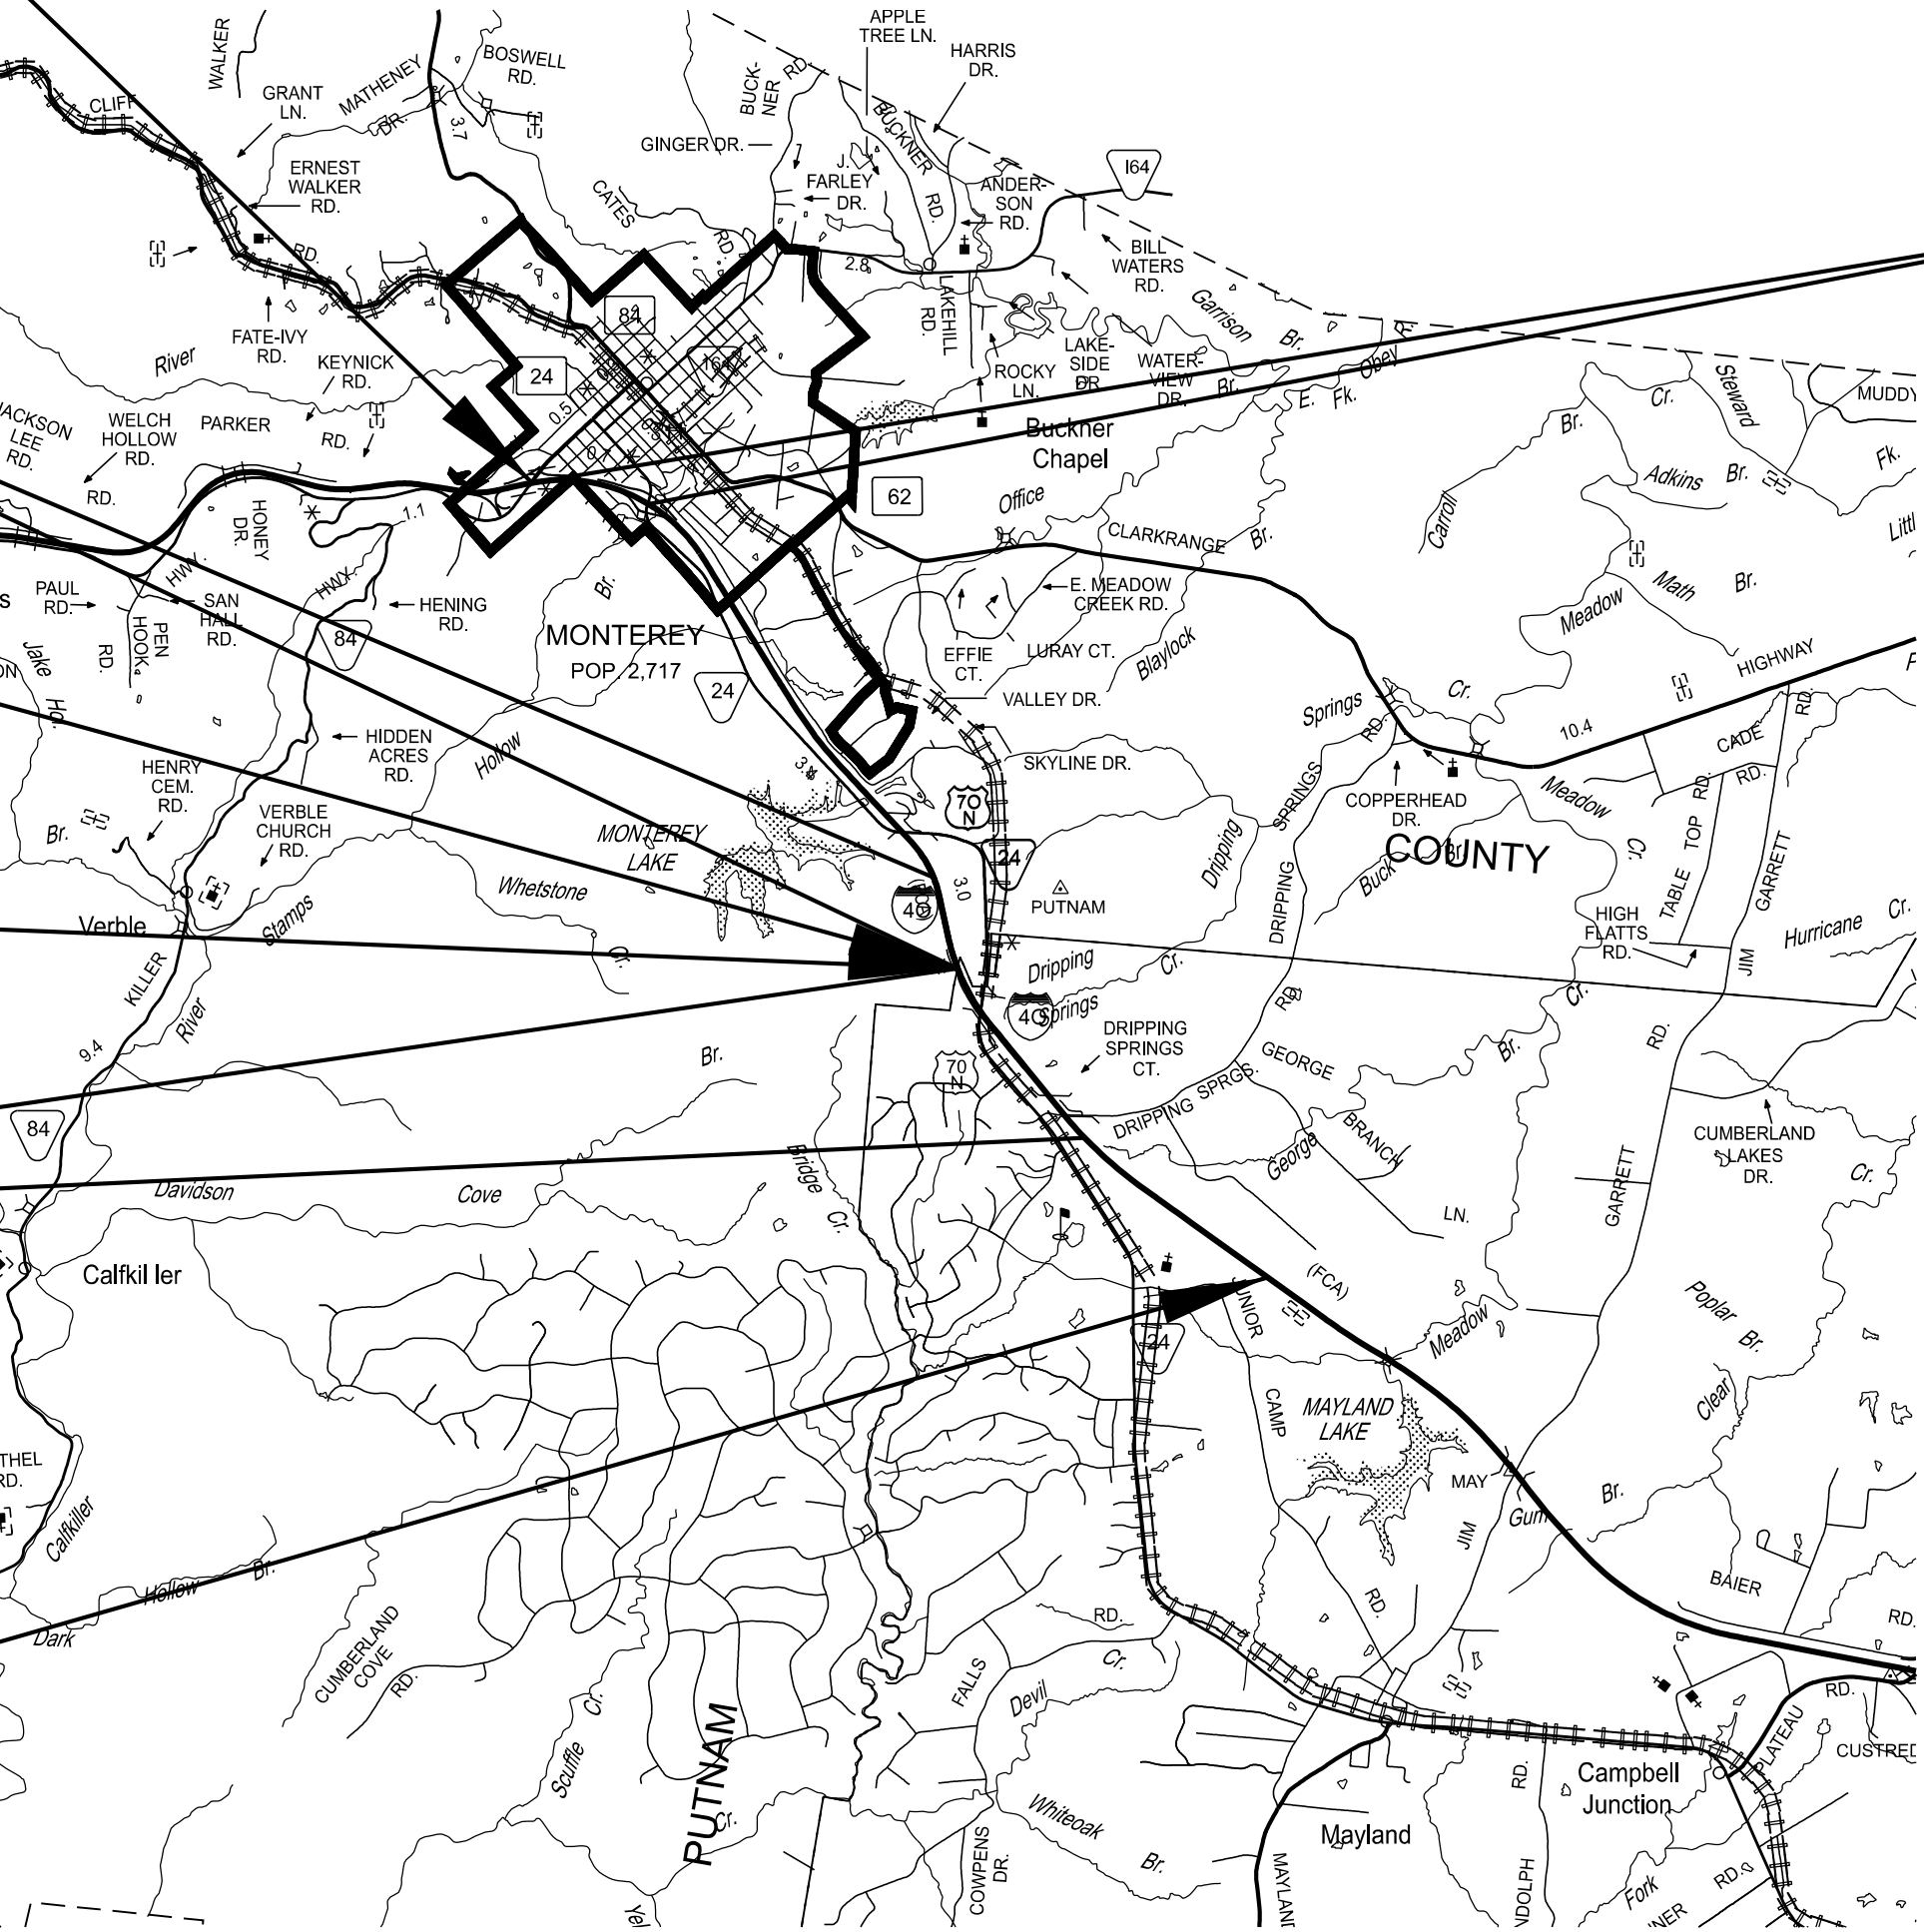 APPLE
TREE LN.
HARRIS
DR.
WALKER
BOSWELL
RD.
MATHENEY
DR.
GRANT
LN.
CLIFF
RD.
3.7
BUCK-
NER
RD.
BUCKNER
RD.
GINGER DR.
J.
FARLEY
DR.
ANDER-
SON
RD.
164
ERNEST
WALKER
RD.
CATES
RD.
BILL
WATERS
RD.
2.8
LAKEHILL
RD.
Garrison
Br.
FATE-IVY
RD.
KEYNICK
RD.
River
84
24
164
0.5
0.7
ROCKY
LN.
LAKE-
SIDE
DR.
WATER-
VIEW
DR.
Br.
E.
Fk.
Obey
R.
Steward
Cr.
MUDDY
Br.
Fk.
JACKSON
LEE
RD.
WELCH
HOLLOW
RD.
PARKER
RD.
RD.
Buckner
Chapel
Adkins
Br.
Carroll
62
Office
CLARKRANGE
Br.
HONEY
DR.
1.1
HWY.
HWY.
PAUL
RD.
SAN
HALL
RD.
HENING
RD.
PEN
HOOK
RD.
84
Br.
MONTEREY
POP. 2,717
24
E. MEADOW
CREEK RD.
EFFIE
CT.
LURAY CT.
Blaylock
VALLEY DR.
Math
Br.
Meadow
HIGHWAY
10.4
Jake
Ho.
HIDDEN
ACRES
RD.
Hollow
HENRY
CEM.
RD.
VERBLE
CHURCH
RD.
Br.
SKYLINE DR.
Springs
Cr.
RD.
SPRINGS
COPPERHEAD
DR.
Meadow
Cr.
CADE
RD.
RD.
TABLE TOP RD.
GARRETT
JIM
70
N
24
MONTEREY
LAKE
Whetstone
Cr.
3.0
40
PUTNAM
Dripping
DRIPPING
RD.
Buck
Br.
COUNTY
HIGH
FLATTS
RD.
Hurricane
Cr.
Verble
Stamps
River
KILLER
9.4
Dripping
Springs
Cr.
40
70
N
DRIPPING
SPRINGS
CT.
GEORGE
BRANCH
LN.
DRIPPING SPRGS.
Br.
Cr.
George
RD.
CUMBERLAND
LAKES
DR.
GARRETT
Cr.
84
Davidson
Cove
Br.
Bridge
Cr.
Calfkiller
(FCA)
JUNIOR
24
Meadow
Poplar
Br.
Clear
CAMP
RD.
MAYLAND
LAKE
MAY
JIM
Gum
Br.
BAIER
RD.
Calfkiller
Hollow
Br.
Dark
CUMBERLAND
COVE
RD.
Scuffle
Cr.
PUTNAM
Cr.
RD.
FALLS
Devil
Cr.
Whiteoak
Br.
COWPENS
DR.
Mayland
RD.
Campbell
Junction
PLATEAU
RD.
RD.
Fork